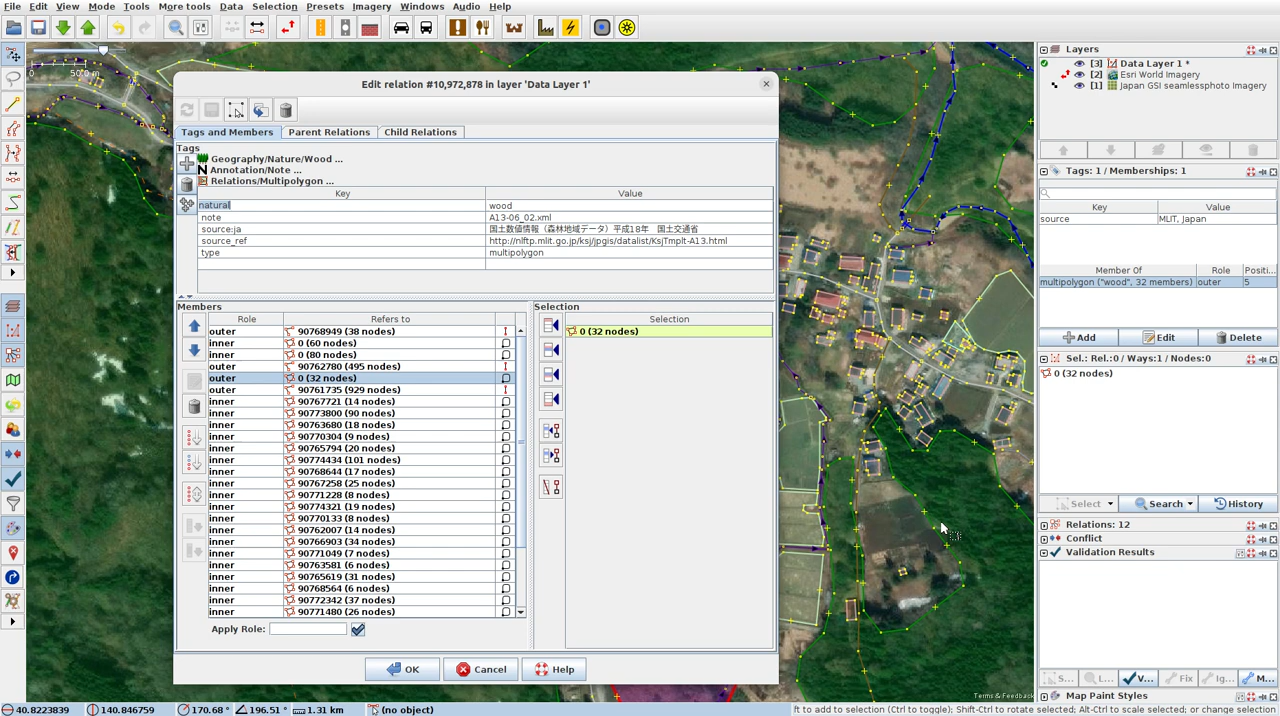 File Edit View Mode Tools More tools Data Selection Presets Imagery Windows Audio Help
0 50.0 m
Edit relation #10,972,878 in layer 'Data Layer 1'
Tags and Members Parent Relations Child Relations
Tags
Geography/Nature/Wood ...
Annotation/Note ...
Relations/Multipolygon ...
Key Value
natural wood
note A13-06_02.xml
source:ja 国土数値情報（森林地域データ）平成18年 国土交通省
source_ref http://nlftp.mlit.go.jp/ksj/jpgis/datalist/KsjTmplt-A13.html
type multipolygon
Members
Role Refers to
outer 90768949 (38 nodes)
inner 0 (60 nodes)
inner 0 (80 nodes)
outer 90762780 (495 nodes)
outer 0 (32 nodes)
outer 90761735 (929 nodes)
inner 90767721 (14 nodes)
inner 90773800 (90 nodes)
inner 90763680 (18 nodes)
inner 90770304 (9 nodes)
inner 90765794 (20 nodes)
inner 90774434 (101 nodes)
inner 90768644 (17 nodes)
inner 90767258 (25 nodes)
inner 90771228 (8 nodes)
inner 90774321 (19 nodes)
inner 90770133 (8 nodes)
inner 90762007 (14 nodes)
inner 90766903 (34 nodes)
inner 90771049 (7 nodes)
inner 90763581 (6 nodes)
inner 90765619 (31 nodes)
inner 90768564 (6 nodes)
inner 90772342 (37 nodes)
inner 90771480 (26 nodes)
Apply Role:
Selection
Selection
0 (32 nodes)
OK Cancel Help
Terms & Feedback
Layers
[3] Data Layer 1 *
[2] Esri World Imagery
[1] Japan GSI seamlessphoto Imagery
Tags: 1 / Memberships: 1
Key Value
source MLIT, Japan
Member Of Role Positi...
multipolygon ("wood", 32 members) outer 5
Add Edit Delete
Sel.: Rel.:0 / Ways:1 / Nodes:0
0 (32 nodes)
Select Search History
Relations: 12
Conflict
Validation Results
S... L... V... Fix Ig... M...
Map Paint Styles
40.8223839 140.846759 170.68 ° 196.51 ° 1.31 km (no object) ft to add to selection (Ctrl to toggle); Shift-Ctrl to rotate selected; Alt-Ctrl to scale selected; or change selection